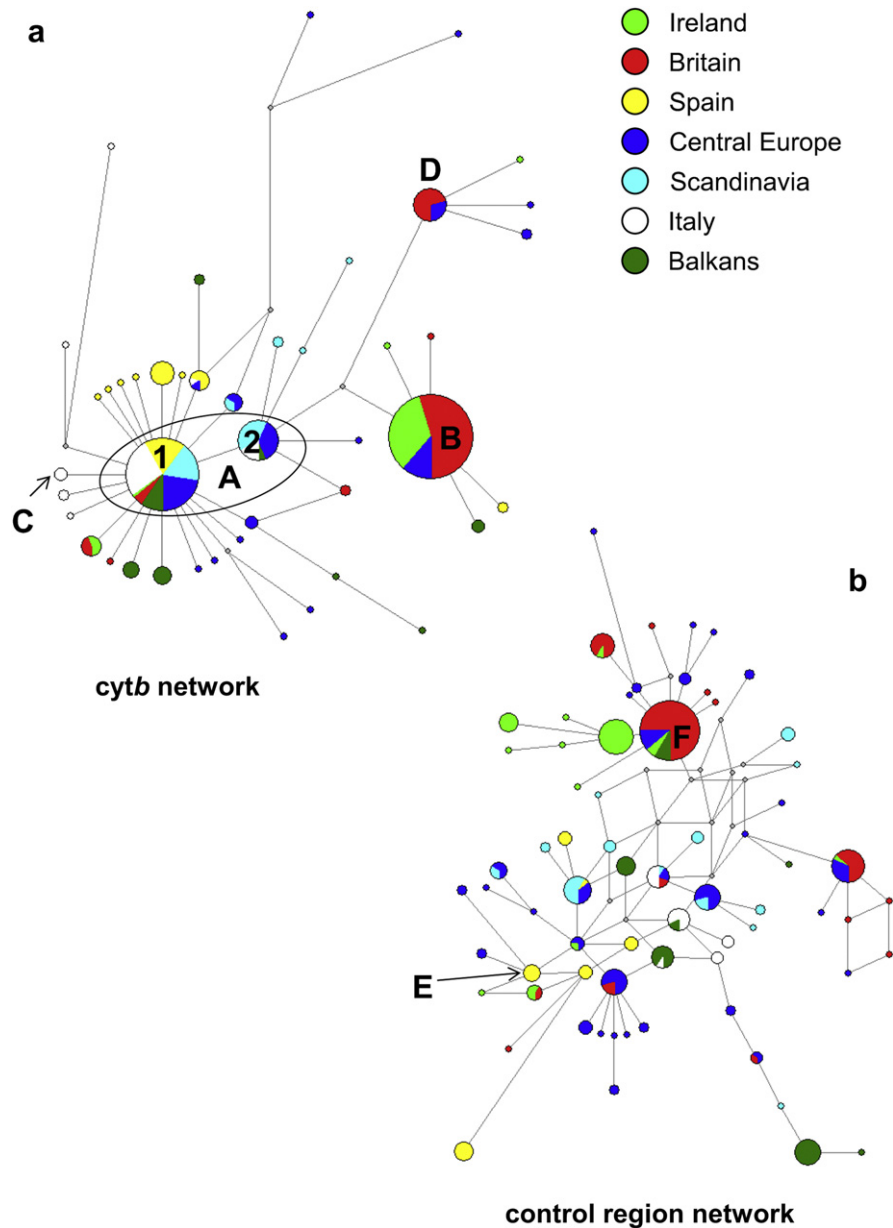 a
Ireland
Britain
Spain
Central Europe
Scandinavia
Italy
Balkans
D
1
2
A
B
C
cytb network
b
F
E
control region network